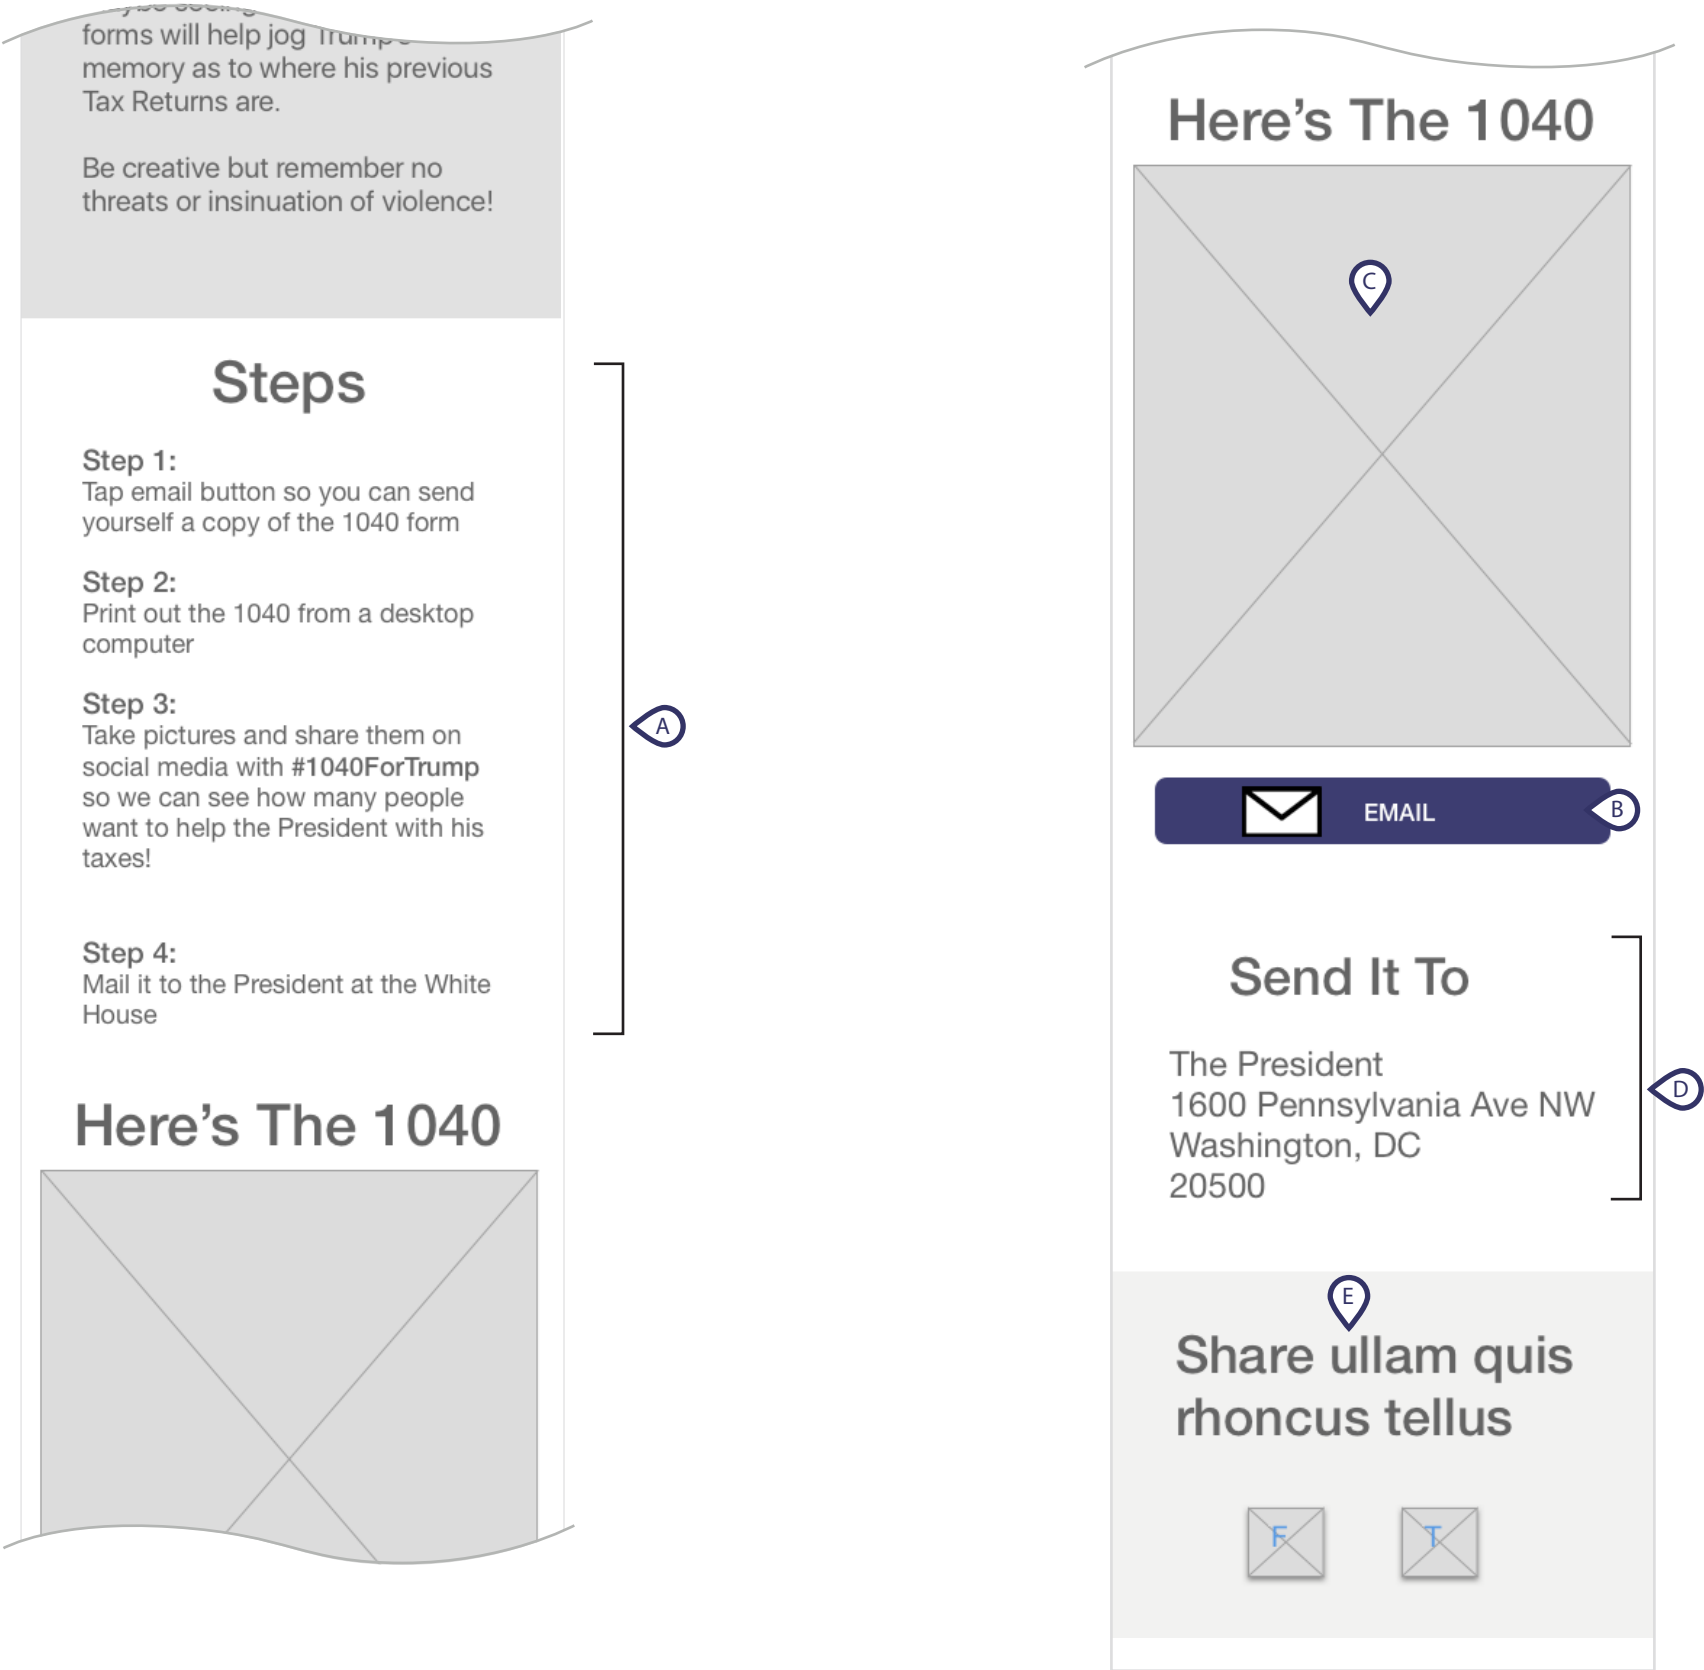 forms will help jog Trump's
memory as to where his previous
Tax Returns are.
Be creative but remember no
threats or insinuation of violence!
Steps
Step 1:
Tap email button so you can send
yourself a copy of the 1040 form
Step 2:
Print out the 1040 from a desktop
computer
Step 3:
Take pictures and share them on
social media with #1040ForTrump
so we can see how many people
want to help the President with his
taxes!
Step 4:
Mail it to the President at the White
House
A
Here's The 1040
Here's The 1040
C
EMAIL
B
Send It To
The President
1600 Pennsylvania Ave NW
Washington, DC
20500
D
E
Share ullam quis
rhoncus tellus
F
T